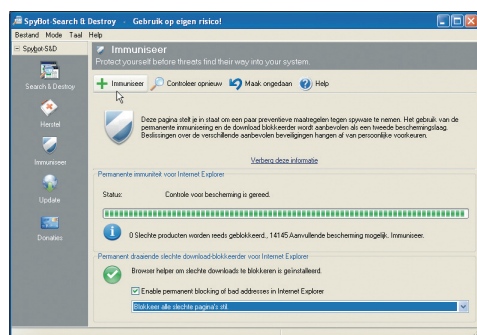 SpyBot-Search & Destroy - Gebruik op eigen risico!
Bestand Mode Taal Help
Spybot-S&D
Immuniseer
Protect yourself before threats find their way into your system.
Immuniseer Controleer opnieuw Maak ongedaan Help
Search & Destroy
Herstel
Immuniseer
Update
Donaties
Deze pagina stelt je in staat om een paar preventieve maatregelen tegen spyware te nemen. Het gebruik van de
permanente immunisering en de download blokkeerder wordt aanbevolen als een tweede beschermingslaag.
Beslissingen over de verschillende aanbevolen beveiligingen hangen af van persoonlijke voorkeuren.
Verberg deze informatie
Permanente immuniteit voor Internet Explorer
Status: Controle voor bescherming is gereed.
0 Slechte producten worden reeds geblokkeerd., 14145 Aanvullende bescherming mogelijk. Immuniseer.
Permanent draaiende slechte download-blokkeerder voor Internet Explorer
Browser helper om slechte downloads te blokkeren is geïnstalleerd.
Enable permanent blocking of bad addresses in Internet Explorer
Blokkeer alle slechte pagina's stil.